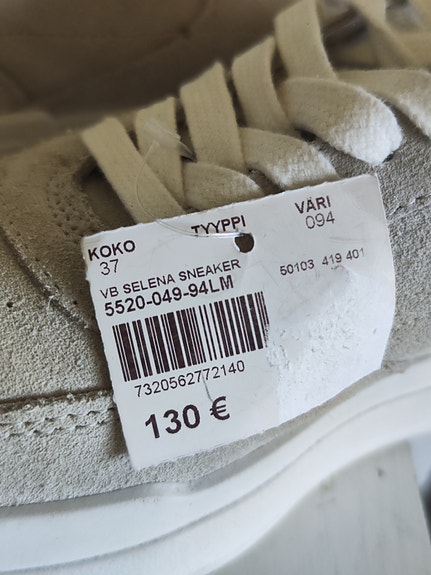 KOKO TYYPPI VÄRI
37 094
VB SELENA SNEAKER 50103 419 401
5520-049-94LM
7320562772140
130 €